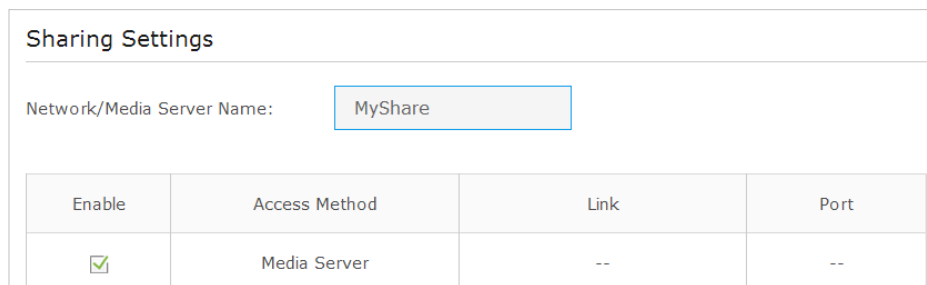 Sharing Settings
Network/Media Server Name: MyShare
Enable Access Method Link Port
Media Server -- --